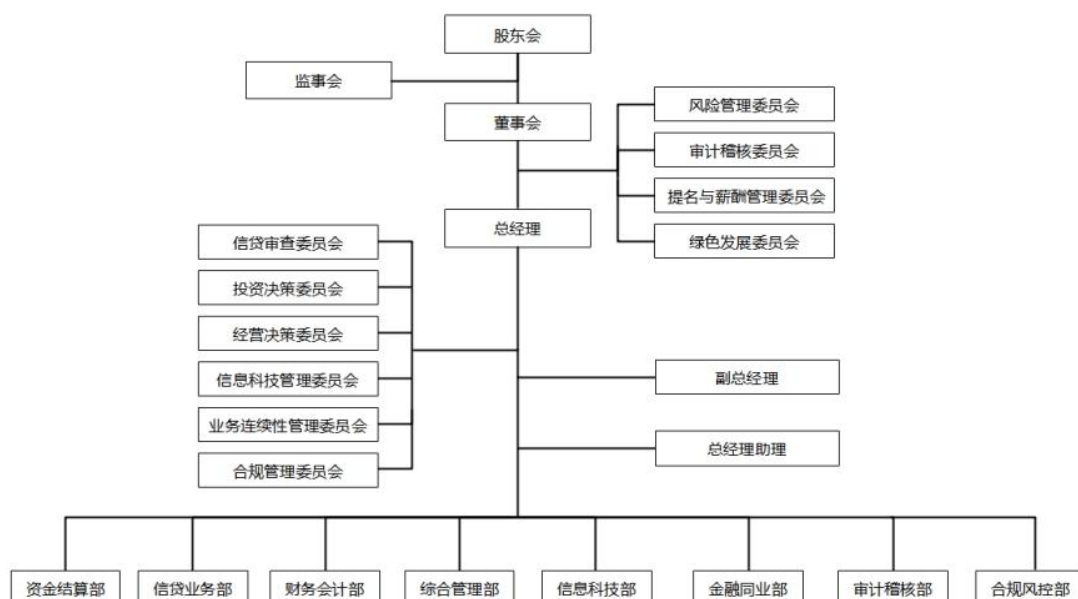 股东会
监事会
董事会
风险管理委员会
审计稽核委员会
提名与薪酬管理委员会
绿色发展委员会
总经理
信贷审查委员会
投资决策委员会
经营决策委员会
信息科技管理委员会
业务连续性管理委员会
合规管理委员会
副总经理
总经理助理
资金结算部
信贷业务部
财务会计部
综合管理部
信息科技部
金融同业部
审计稽核部
合规风控部